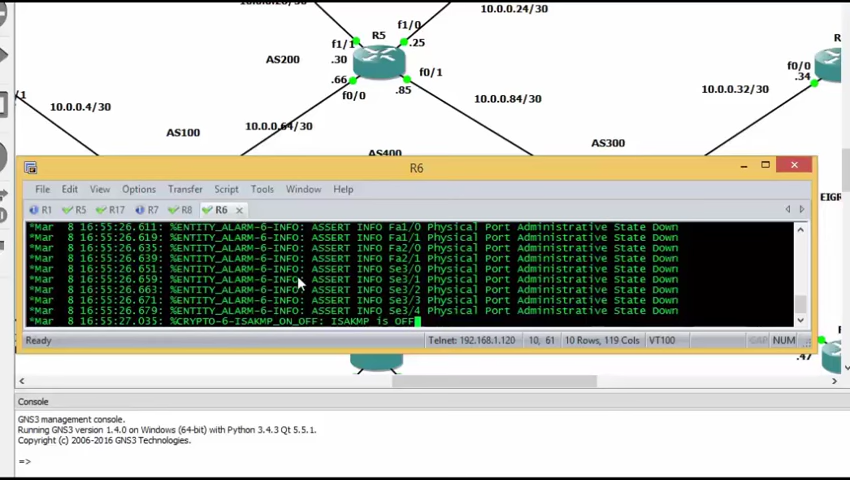 10.0.0.24/30
f1/0
R5
f1/1
.25
AS200
.30
.66
f0/1
f0/0
.34
.85
f0/0
10.0.0.4/30
10.0.0.84/30
10.0.0.32/30
10.0.0.64/30
AS100
AS300
AS400
R6
File Edit View Options Transfer Script Tools Window Help
R1 R5 R17 R7 R8 R6
*Mar 8 16:55:26.611: %ENTITY_ALARM-6-INFO: ASSERT INFO Fa1/0 Physical Port Administrative State Down
*Mar 8 16:55:26.619: %ENTITY_ALARM-6-INFO: ASSERT INFO Fa1/1 Physical Port Administrative State Down
*Mar 8 16:55:26.635: %ENTITY_ALARM-6-INFO: ASSERT INFO Fa2/0 Physical Port Administrative State Down
*Mar 8 16:55:26.639: %ENTITY_ALARM-6-INFO: ASSERT INFO Fa2/1 Physical Port Administrative State Down
*Mar 8 16:55:26.651: %ENTITY_ALARM-6-INFO: ASSERT INFO Se3/0 Physical Port Administrative State Down
*Mar 8 16:55:26.659: %ENTITY_ALARM-6-INFO: ASSERT INFO Se3/1 Physical Port Administrative State Down
*Mar 8 16:55:26.663: %ENTITY_ALARM-6-INFO: ASSERT INFO Se3/2 Physical Port Administrative State Down
*Mar 8 16:55:26.671: %ENTITY_ALARM-6-INFO: ASSERT INFO Se3/3 Physical Port Administrative State Down
*Mar 8 16:55:26.679: %ENTITY_ALARM-6-INFO: ASSERT INFO Se3/4 Physical Port Administrative State Down
*Mar 8 16:55:27.035: %CRYPTO-6-ISAKMP_ON_OFF: ISAKMP is OFF
Ready Telnet: 192.168.1.120 10, 61 10 Rows, 119 Cols VT100 CAP NUM
EIGR
.47
Console
GNS3 management console.
Running GNS3 version 1.4.0 on Windows (64-bit) with Python 3.4.3 Qt 5.5.1.
Copyright (c) 2006-2016 GNS3 Technologies.
=>